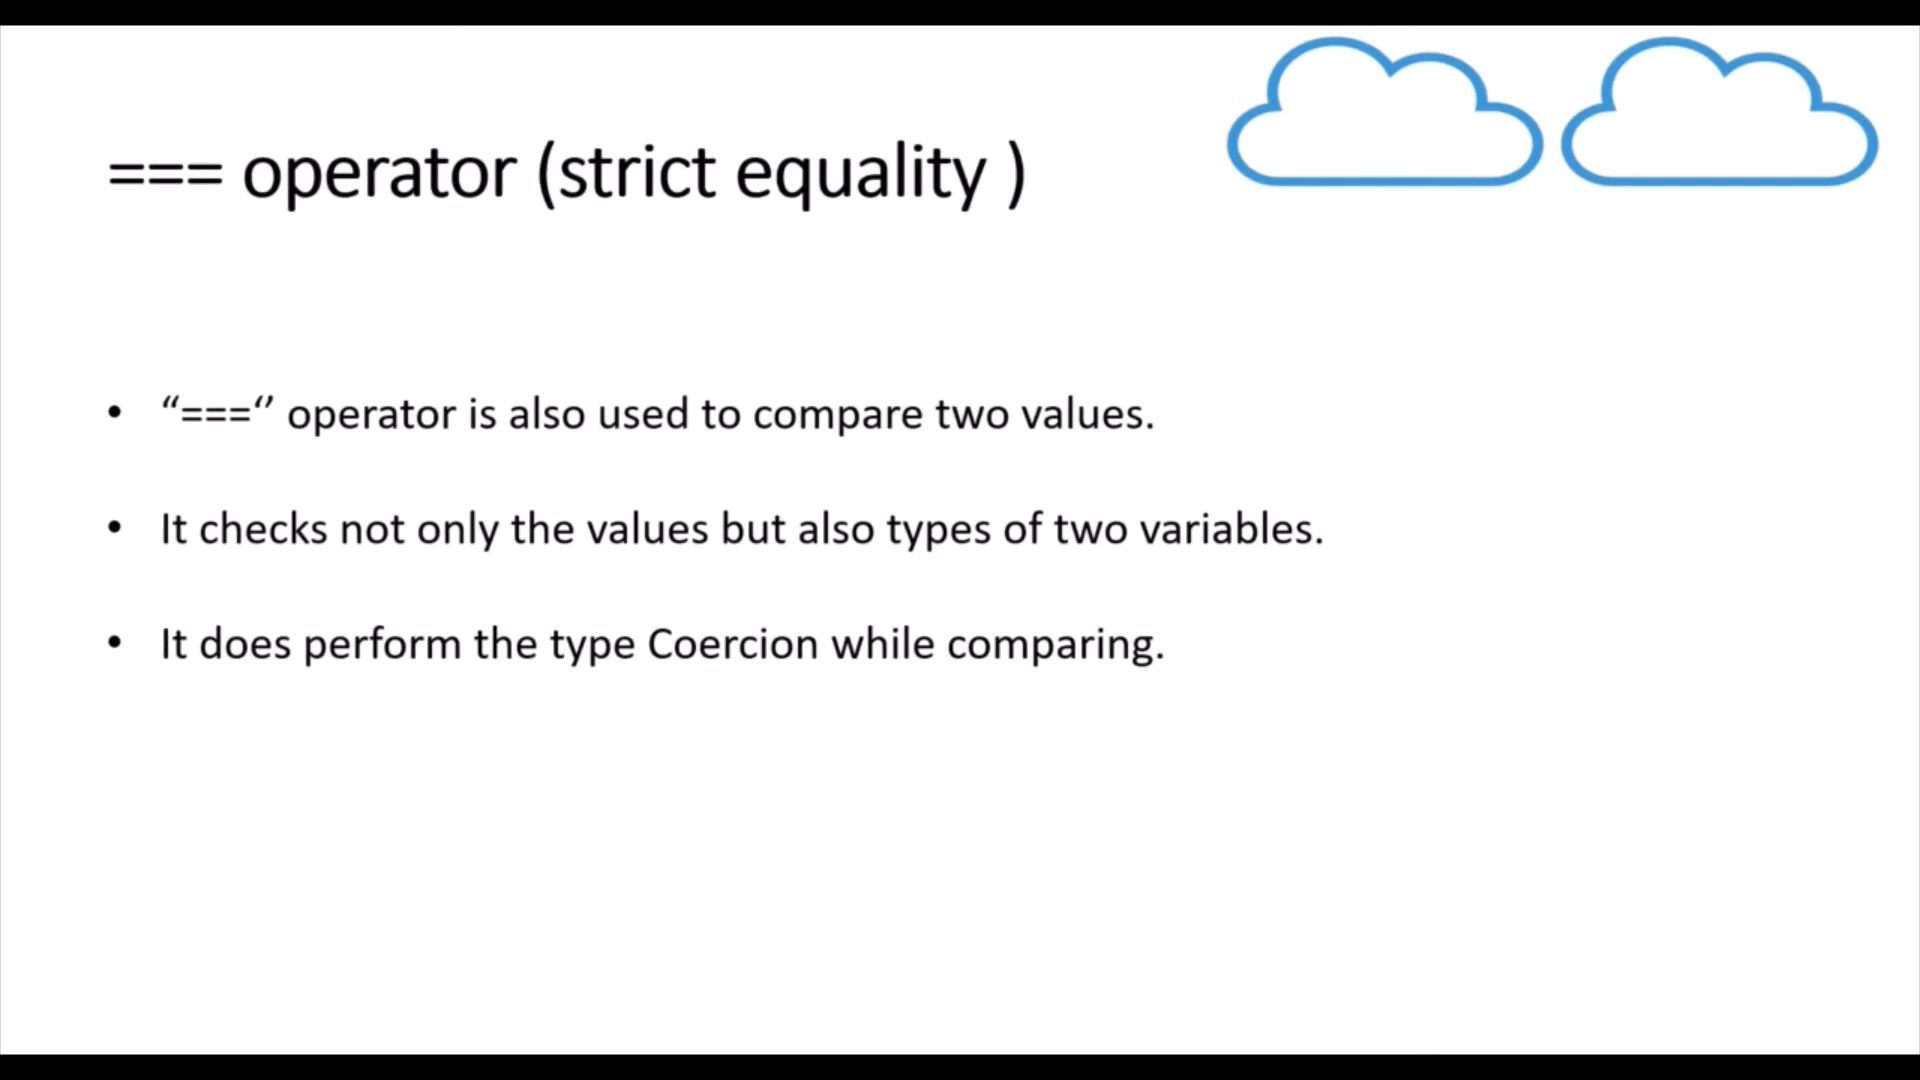 === operator (strict equality )
• “===‘’ operator is also used to compare two values.
• It checks not only the values but also types of two variables.
• It does perform the type Coercion while comparing.